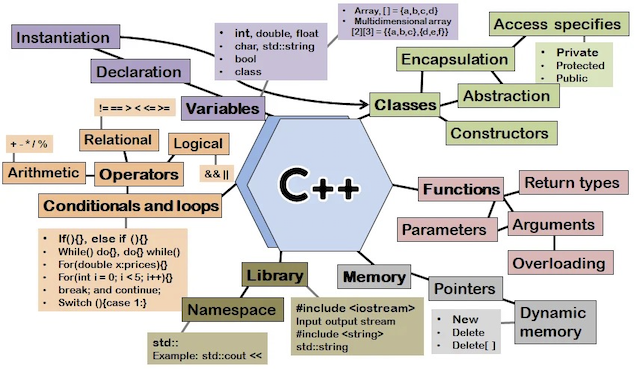 Instantiation
Declaration
Variables
• int, double, float
• char, std::string
• bool
• class
• Array, [ ] = {a,b,c,d}
• Multidimensional array
[2][3] = {{a,b,c},{d,e,f}}
Access specifies
• Private
• Protected
• Public
Encapsulation
Abstraction
Classes
Constructors
!= == > < <= >=
Relational
Logical
&& ||
+ - * / %
Arithmetic
Operators
Conditionals and loops
• If(){}, else if (){}
• While() do{}, do{} while()
• For(double x:prices){}
• For(int i = 0; i < 5; i++){}
• break; and continue;
• Switch (){case 1:}
C++
Functions
Return types
Parameters
Arguments
Overloading
Library
Namespace
std::
Example: std::cout <<
#include <iostream>
Input output stream
#include <string>
std::string
Memory
Pointers
• New
• Delete
• Delete[ ]
Dynamic
memory